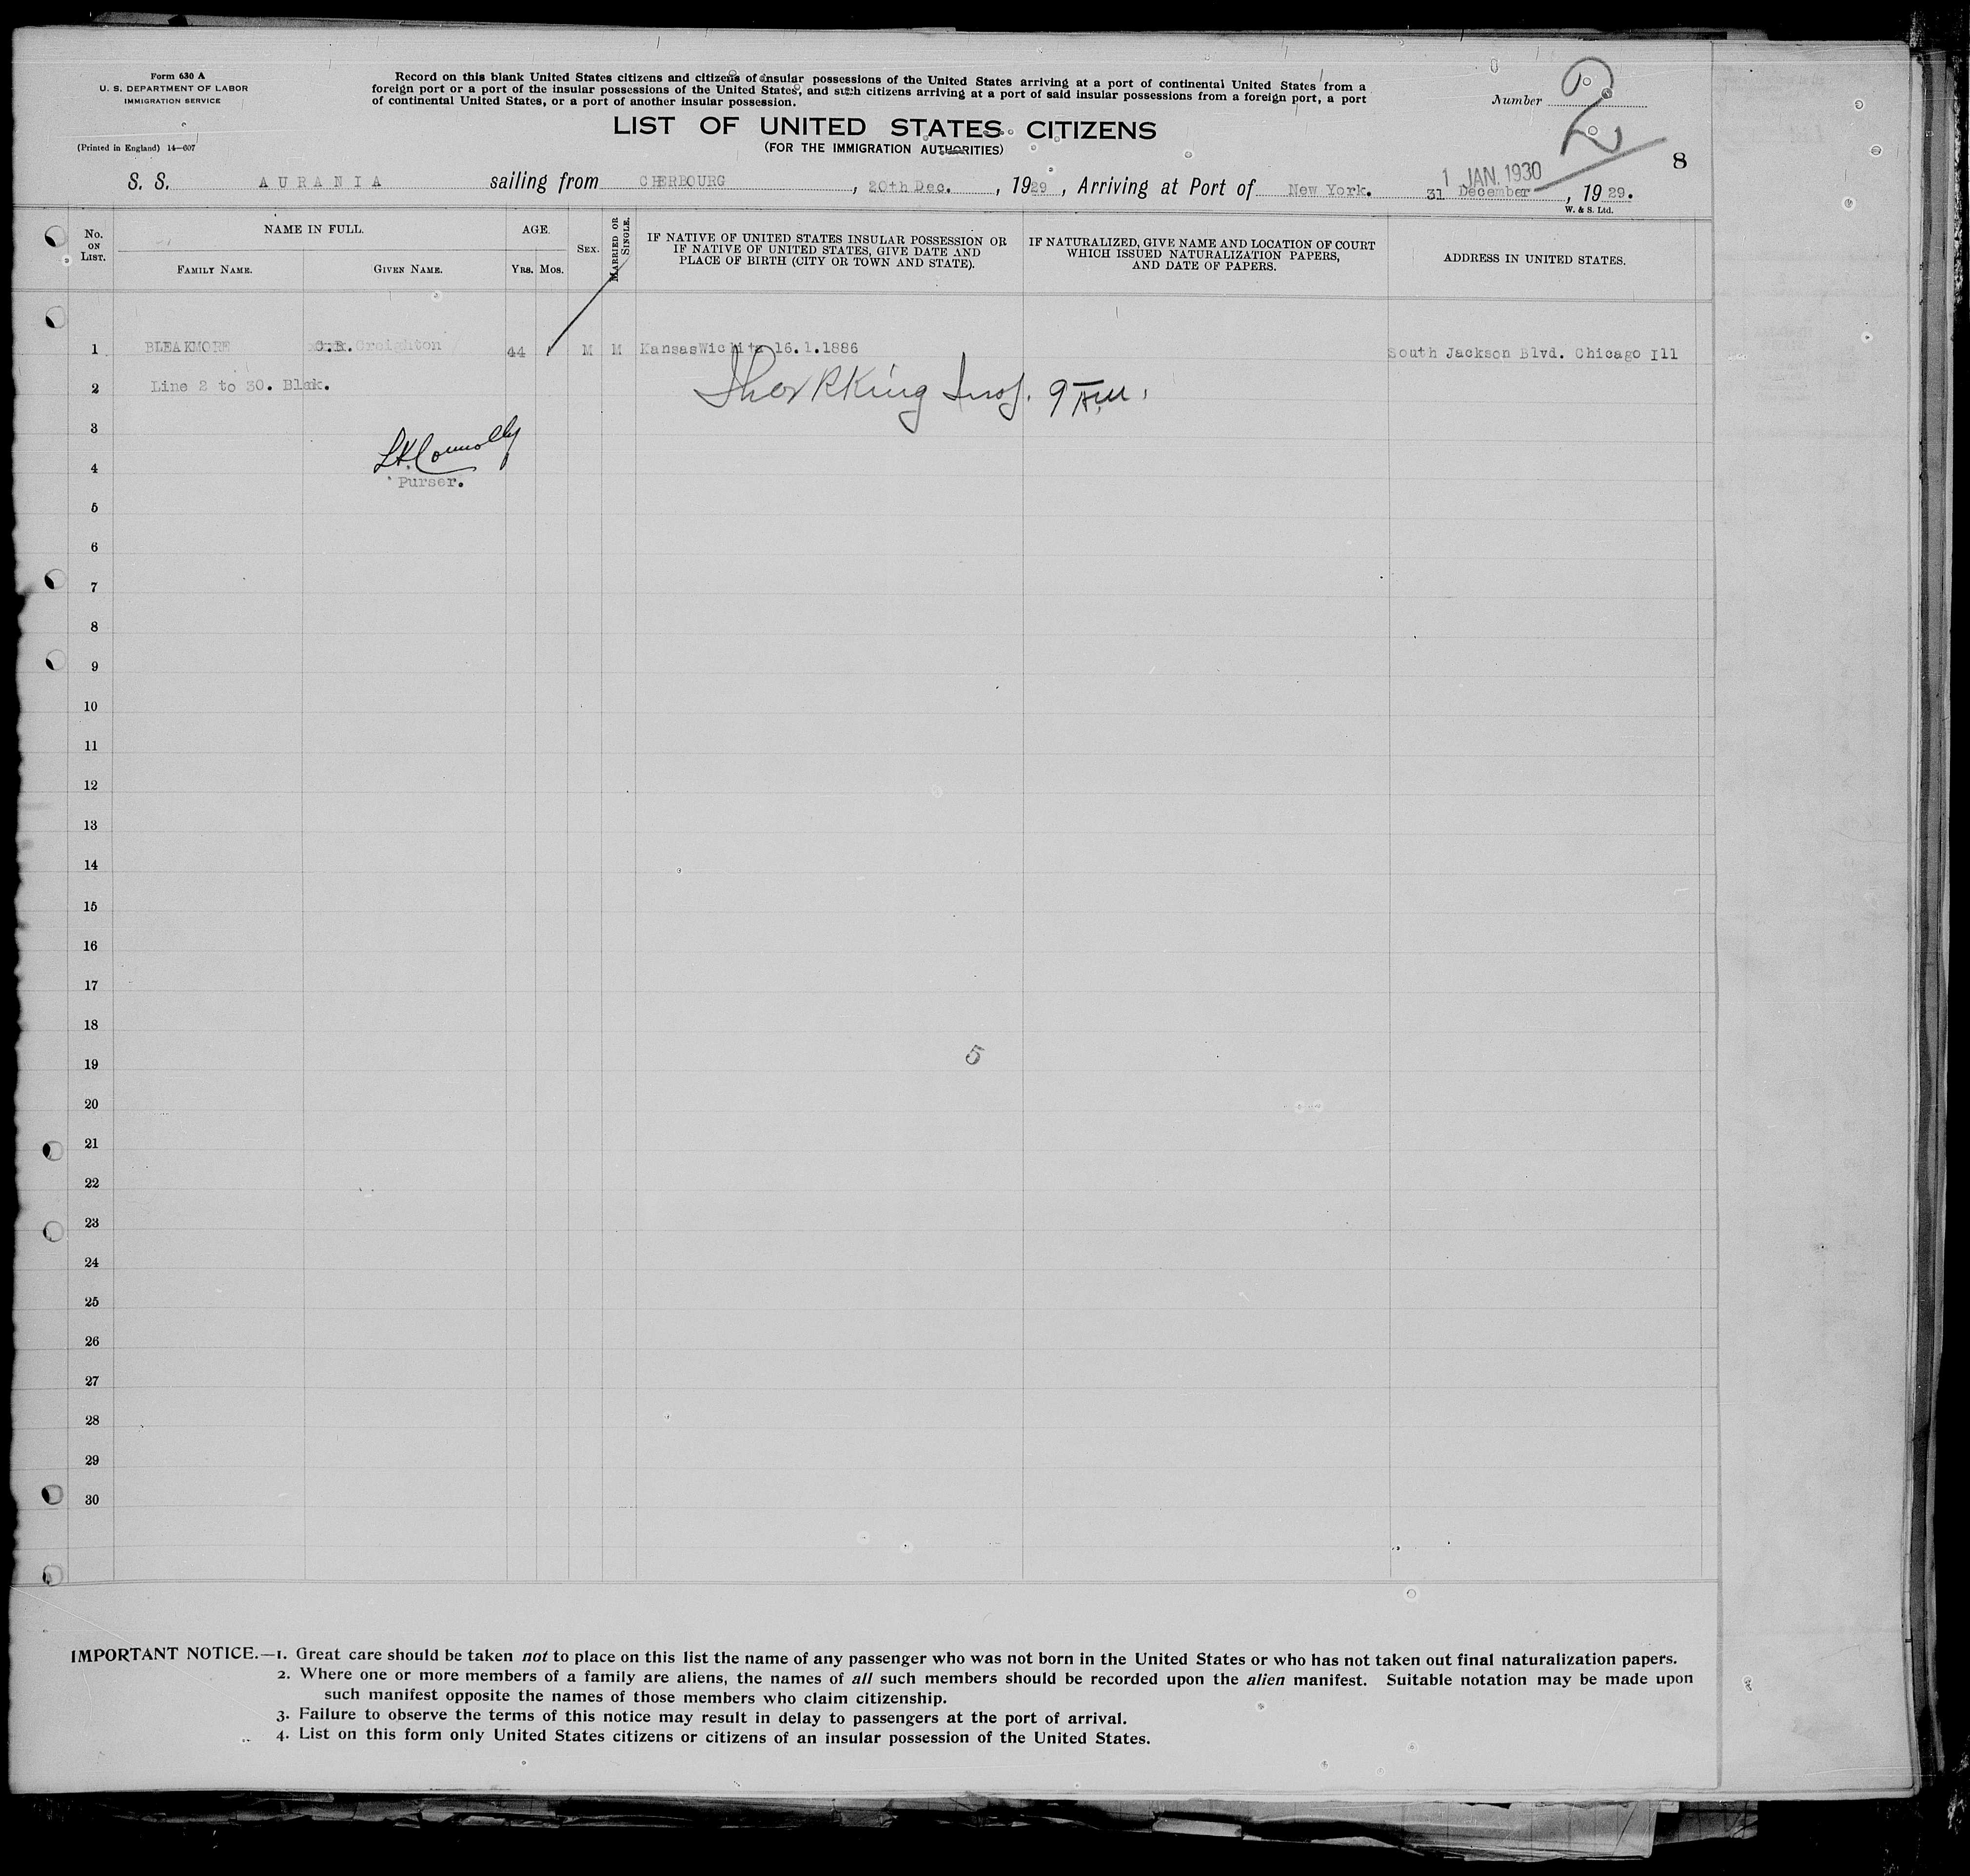 Form 630 A
U. S. DEPARTMENT OF LABOR
IMMIGRATION SERVICE
(Printed in England) 14—607
Record on this blank United States citizens and citizens of insular possessions of the United States arriving at a port of continental United States from a
foreign port or a port of the insular possessions of the United States, and such citizens arriving at a port of said insular possessions from a foreign port, a port
of continental United States, or a port of another insular possession.
Number
LIST OF UNITED STATES CITIZENS
(FOR THE IMMIGRATION AUTHORITIES)
8
1 JAN. 1930
S. S. AURANIA sailing from CHERBOURG, 20th Dec., 1929, Arriving at Port of New York. 31 December, 1929.
W. & S. Ltd.
No. ON LIST.
NAME IN FULL.
FAMILY NAME.
GIVEN NAME.
AGE.
YRS. MOS.
SEX.
MARRIED OR SINGLE.
IF NATIVE OF UNITED STATES INSULAR POSSESSION OR
IF NATIVE OF UNITED STATES, GIVE DATE AND
PLACE OF BIRTH (CITY OR TOWN AND STATE).
IF NATURALIZED, GIVE NAME AND LOCATION OF COURT
WHICH ISSUED NATURALIZATION PAPERS,
AND DATE OF PAPERS.
ADDRESS IN UNITED STATES.
1 BLEAKMORE C.B. Creighton 44 M M Kansas Wichita 16.1.1886 South Jackson Blvd. Chicago Ill
2 Line 2 to 30. Blak.
King Insp.
3
L.H. Connolly
4
Purser.
5
6
7
8
9
10
11
12
13
14
15
16
17
18
5
19
20
21
22
23
24
25
26
27
28
29
30
IMPORTANT NOTICE.—1. Great care should be taken not to place on this list the name of any passenger who was not born in the United States or who has not taken out final naturalization papers.
2. Where one or more members of a family are aliens, the names of all such members should be recorded upon the alien manifest. Suitable notation may be made upon
such manifest opposite the names of those members who claim citizenship.
3. Failure to observe the terms of this notice may result in delay to passengers at the port of arrival.
4. List on this form only United States citizens or citizens of an insular possession of the United States.